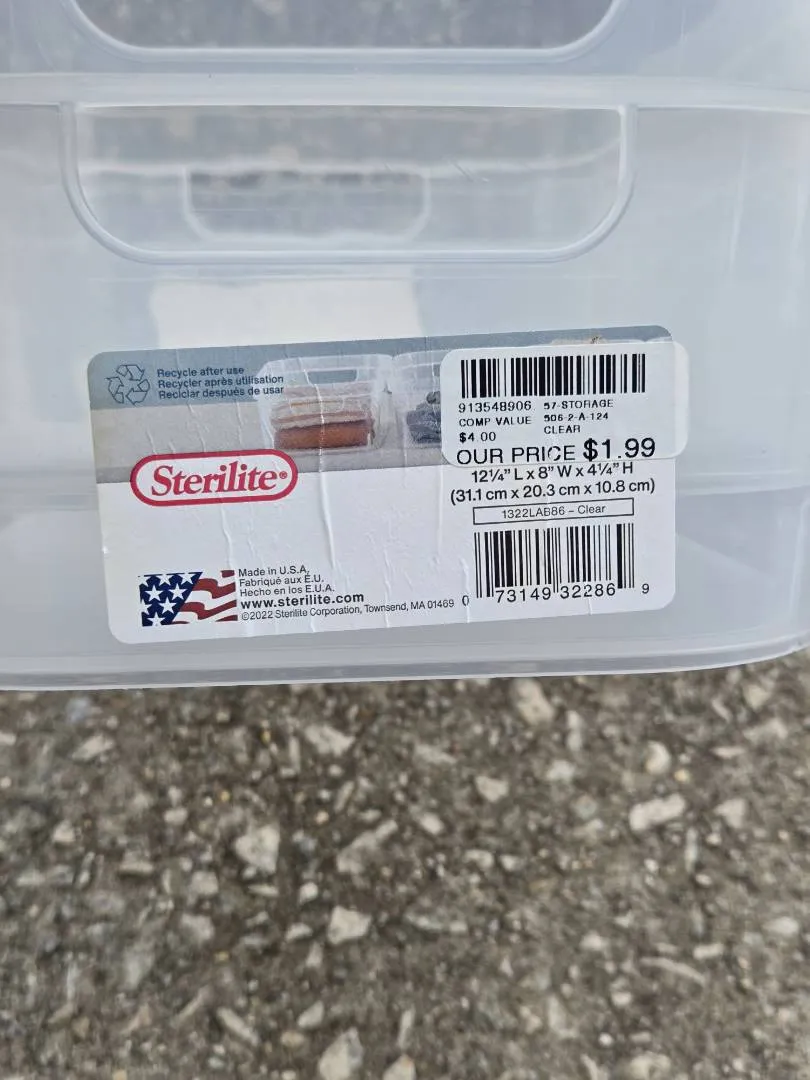 Recycle after use
Recycler après utilisation
Reciclar después de usar
913548906 57-STORAGE
COMP VALUE 506-2-A-124
$4.00 CLEAR
OUR PRICE $1.99
Sterilite®
12¼” L x 8” W x 4¼” H
(31.1 cm x 20.3 cm x 10.8 cm)
1322LAB86 – Clear
Made in U.S.A.
Fabriqué aux É.U.
Hecho en los E.U.A.
www.sterilite.com
©2022 Sterilite Corporation, Townsend, MA 01469
0 73149 32286 9